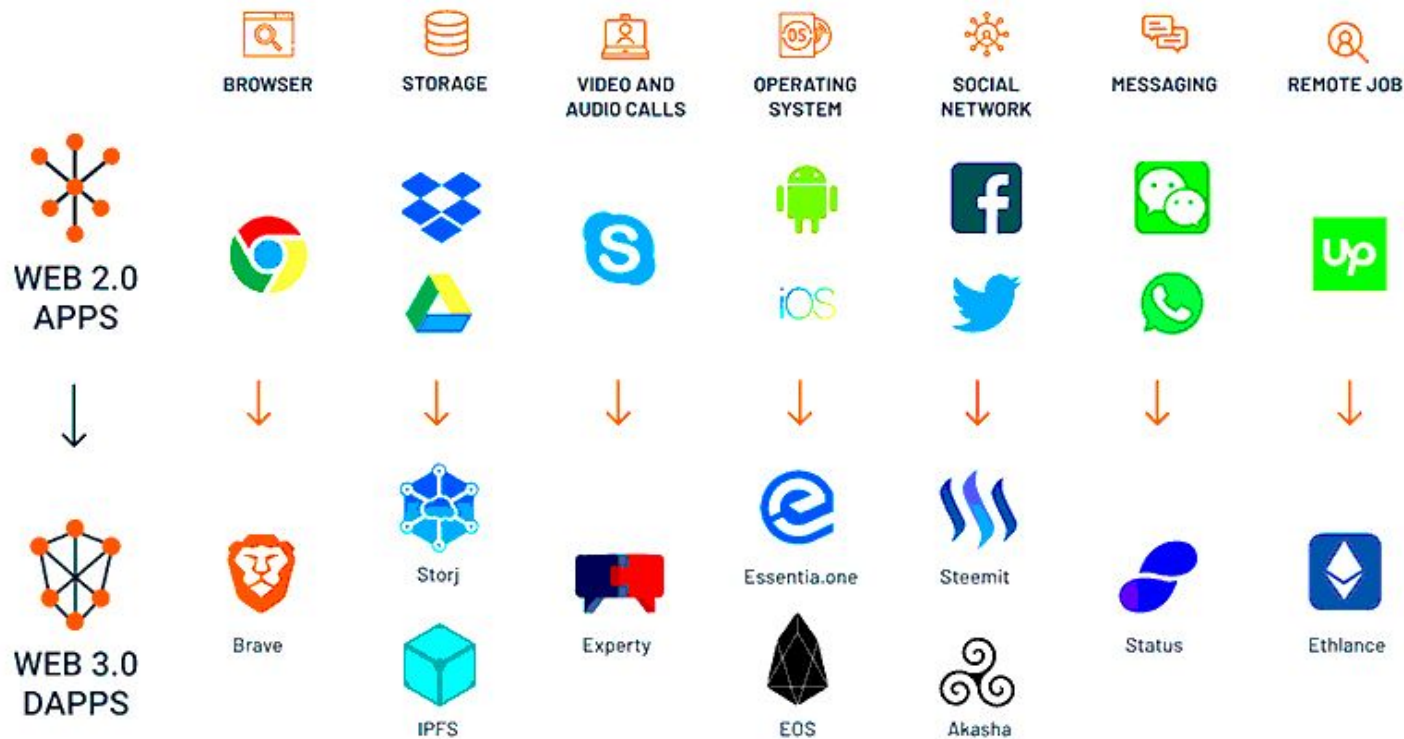 BROWSER
STORAGE
VIDEO AND
AUDIO CALLS
OPERATING
SYSTEM
SOCIAL
NETWORK
MESSAGING
REMOTE JOB
OS
WEB 2.0
APPS
S
iOS
f
Up
WEB 3.0
DAPPS
Brave
Storj
IPFS
Experty
Essentia.one
EOS
Steemit
Akasha
Status
Ethlance